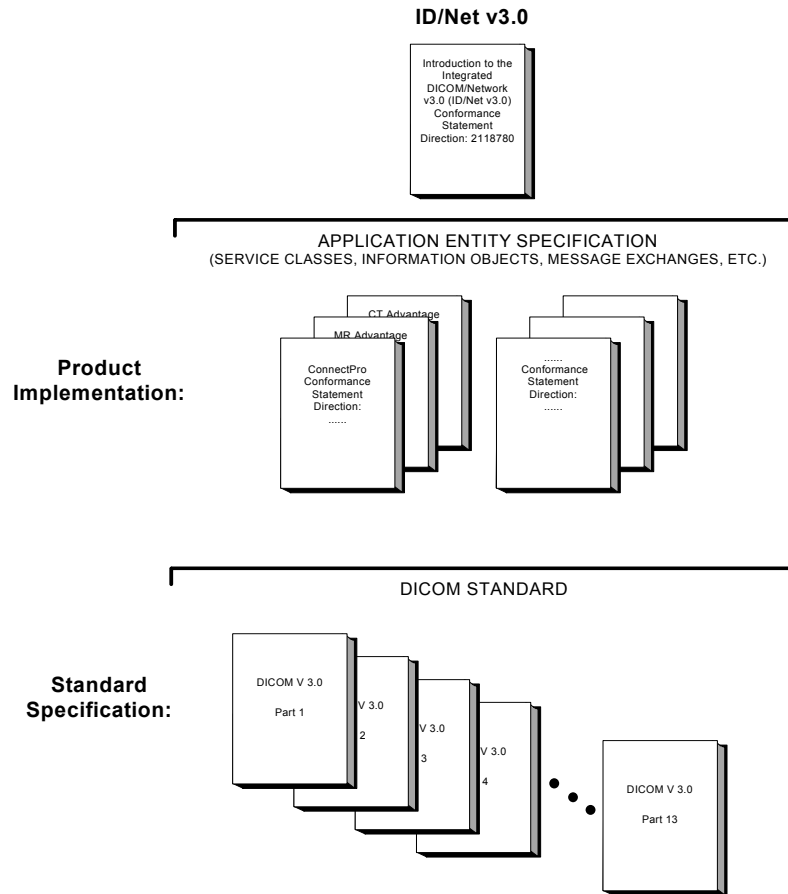 ID/Net v3.0
Introduction to the
Integrated
DICOM/Network
v3.0 (ID/Net v3.0)
Conformance
Statement
Direction: 2118780
APPLICATION ENTITY SPECIFICATION
(SERVICE CLASSES, INFORMATION OBJECTS, MESSAGE EXCHANGES, ETC.)
Product
Implementation:
CT Advantage
MR Advantage
ConnectPro
Conformance
Statement
Direction:
......
......
Conformance
Statement
Direction:
......
DICOM STANDARD
Standard
Specification:
DICOM V 3.0
Part 1
V 3.0
2
V 3.0
3
V 3.0
4
DICOM V 3.0
Part 13